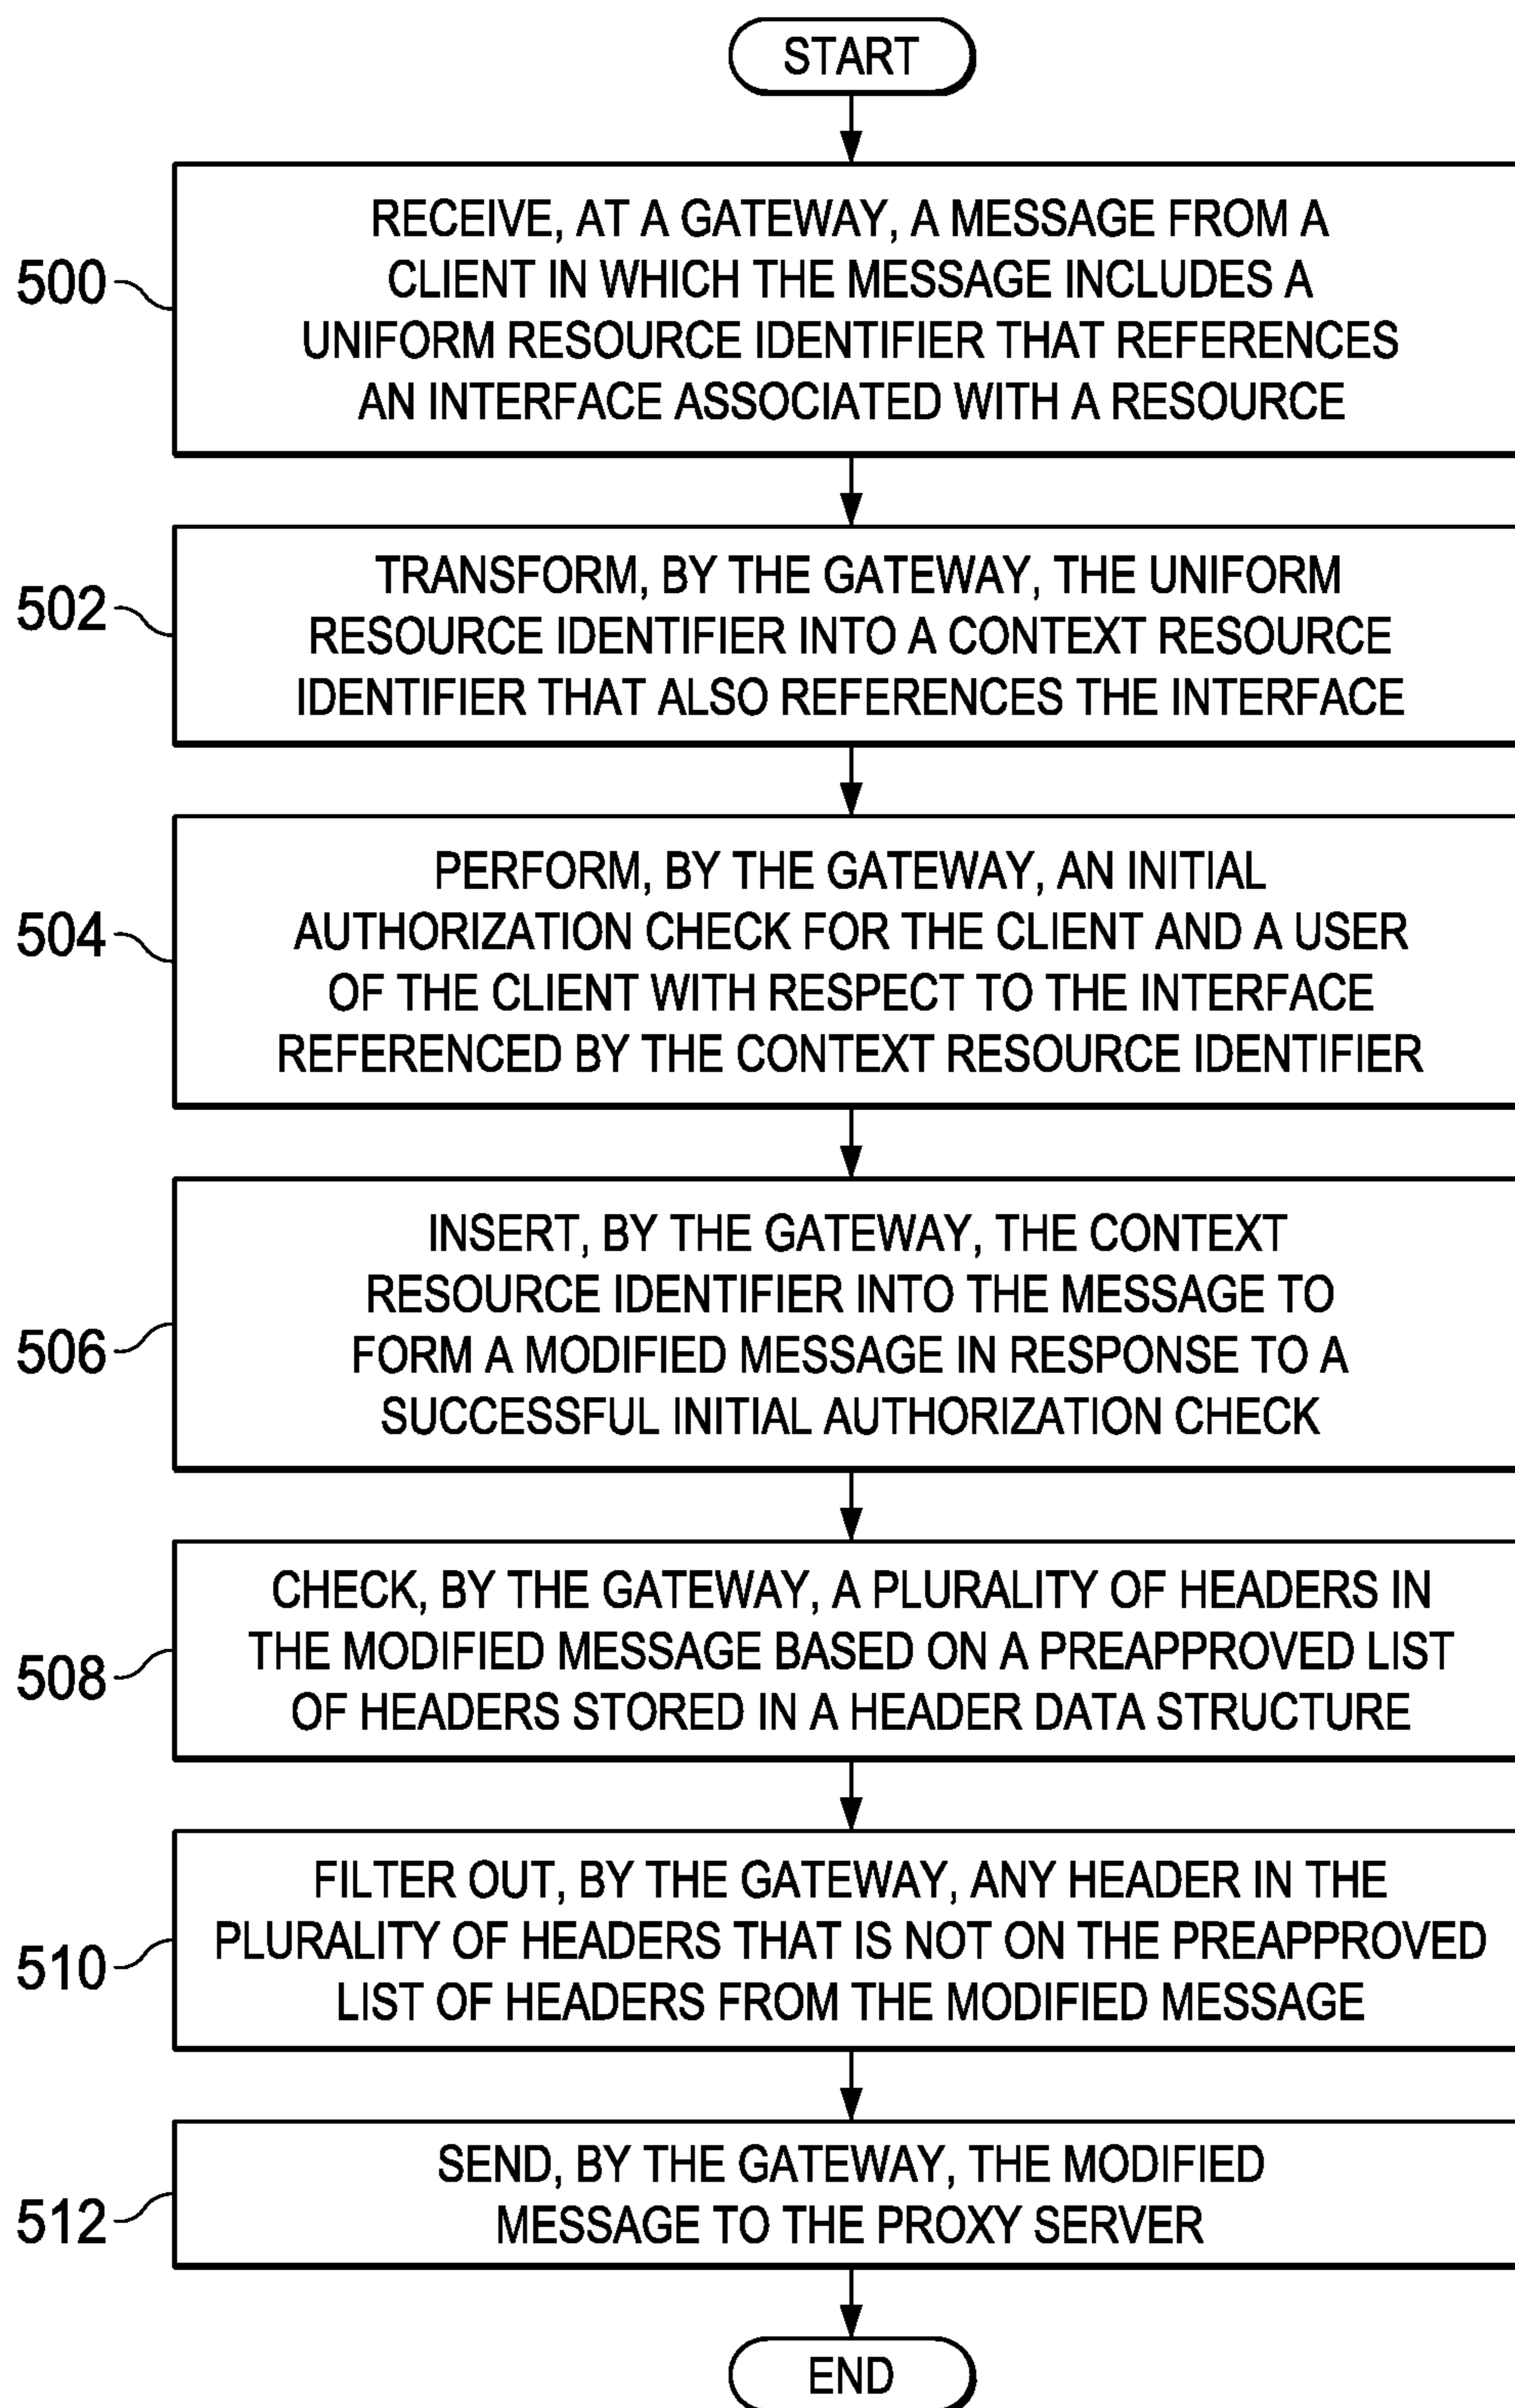 START
500
RECEIVE, AT A GATEWAY, A MESSAGE FROM A
CLIENT IN WHICH THE MESSAGE INCLUDES A
UNIFORM RESOURCE IDENTIFIER THAT REFERENCES
AN INTERFACE ASSOCIATED WITH A RESOURCE
502
TRANSFORM, BY THE GATEWAY, THE UNIFORM
RESOURCE IDENTIFIER INTO A CONTEXT RESOURCE
IDENTIFIER THAT ALSO REFERENCES THE INTERFACE
504
PERFORM, BY THE GATEWAY, AN INITIAL
AUTHORIZATION CHECK FOR THE CLIENT AND A USER
OF THE CLIENT WITH RESPECT TO THE INTERFACE
REFERENCED BY THE CONTEXT RESOURCE IDENTIFIER
506
INSERT, BY THE GATEWAY, THE CONTEXT
RESOURCE IDENTIFIER INTO THE MESSAGE TO
FORM A MODIFIED MESSAGE IN RESPONSE TO A
SUCCESSFUL INITIAL AUTHORIZATION CHECK
508
CHECK, BY THE GATEWAY, A PLURALITY OF HEADERS IN
THE MODIFIED MESSAGE BASED ON A PREAPPROVED LIST
OF HEADERS STORED IN A HEADER DATA STRUCTURE
510
FILTER OUT, BY THE GATEWAY, ANY HEADER IN THE
PLURALITY OF HEADERS THAT IS NOT ON THE PREAPPROVED
LIST OF HEADERS FROM THE MODIFIED MESSAGE
512
SEND, BY THE GATEWAY, THE MODIFIED
MESSAGE TO THE PROXY SERVER
END